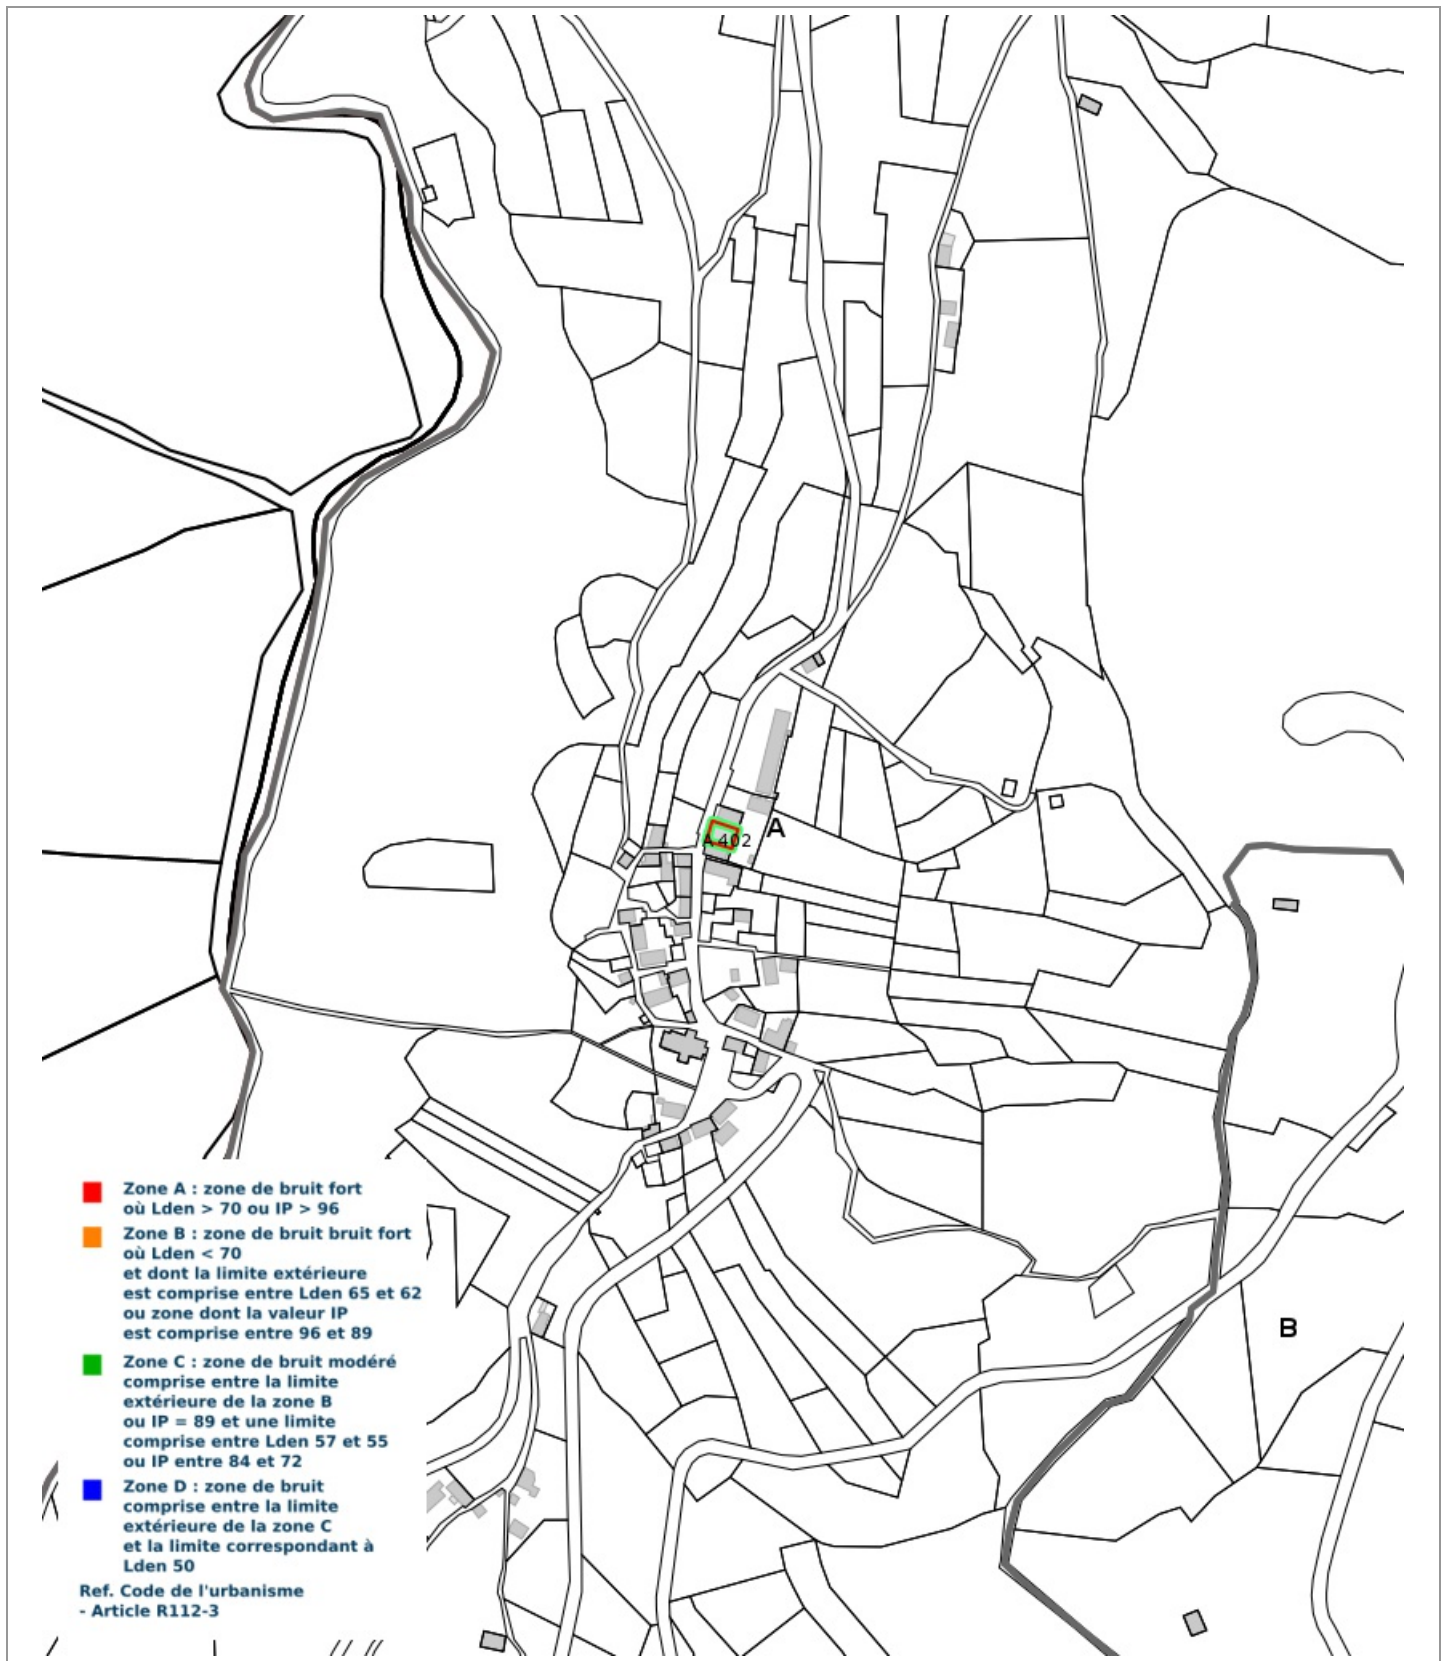 A
A 402
B
Zone A : zone de bruit fort
où Lden > 70 ou IP > 96
Zone B : zone de bruit bruit fort
où Lden < 70
et dont la limite extérieure
est comprise entre Lden 65 et 62
ou zone dont la valeur IP
est comprise entre 96 et 89
Zone C : zone de bruit modéré
comprise entre la limite
extérieure de la zone B
ou IP = 89 et une limite
comprise entre Lden 57 et 55
ou IP entre 84 et 72
Zone D : zone de bruit
comprise entre la limite
extérieure de la zone C
et la limite correspondant à
Lden 50
Ref. Code de l'urbanisme
- Article R112-3